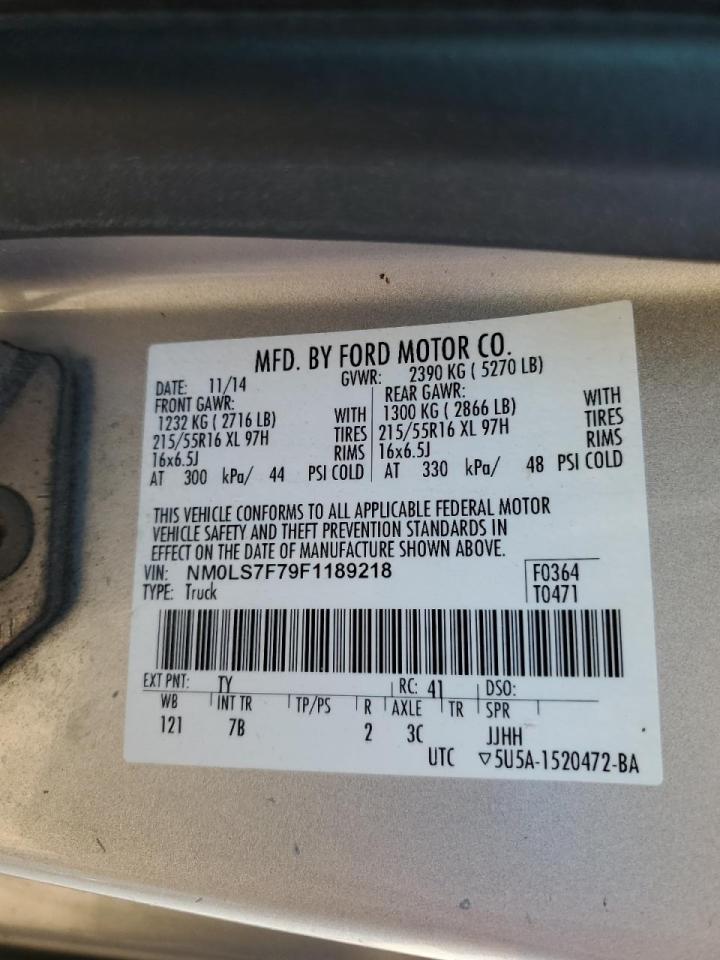 MFD. BY FORD MOTOR CO.
DATE: 11/14 GVWR: 2390 KG ( 5270 LB)
FRONT GAWR: REAR GAWR:
1232 KG ( 2716 LB) WITH 1300 KG ( 2866 LB) WITH
215/55R16 XL 97H TIRES 215/55R16 XL 97H TIRES
16x6.5J RIMS 16x6.5J RIMS
AT 300 kPa/ 44 PSI COLD AT 330 kPa/ 48 PSI COLD
THIS VEHICLE CONFORMS TO ALL APPLICABLE FEDERAL MOTOR
VEHICLE SAFETY AND THEFT PREVENTION STANDARDS IN
EFFECT ON THE DATE OF MANUFACTURE SHOWN ABOVE.
VIN: NM0LS7F79F1189218 F0364
TYPE: Truck T0471
EXT PNT: TY RC: 41 DSO:
WB INT TR TP/PS R AXLE TR SPR
121 7B 2 3C JJHH
UTC ▽5U5A-1520472-BA